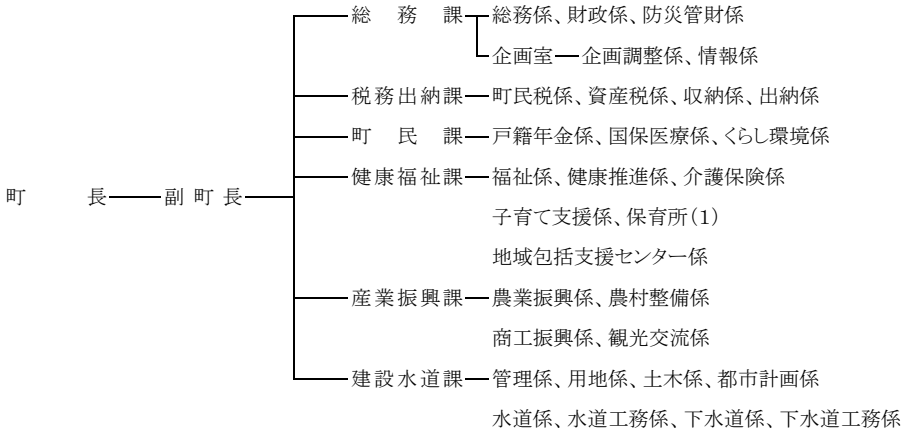 総務課 総務係、財政係、防災管財係
企画室 企画調整係、情報係
税務出納課 町民税係、資産税係、収納係、出納係
町民課 戸籍年金係、国保医療係、くらし環境係
健康福祉課 福祉係、健康推進係、介護保険係
町長 副町長
子育て支援係、保育所(1)
地域包括支援センター係
産業振興課 農業振興係、農村整備係
商工振興係、観光交流係
建設水道課 管理係、用地係、土木係、都市計画係
水道係、水道工務係、下水道係、下水道工務係